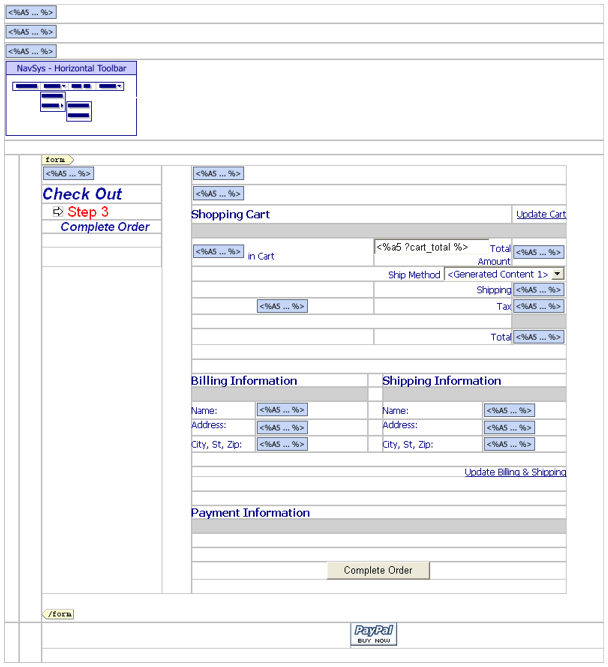 <%A5 ... %>
<%A5 ... %>
<%A5 ... %>
NavSys - Horizontal Toolbar
form
<%A5 ... %>
Check Out
Step 3
Complete Order
<%A5 ... %>
<%A5 ... %>
Shopping Cart Update Cart
<%A5 ... %> in Cart <%a5 ?cart_total %> Total Amount <%A5 ... %>
Ship Method <Generated Content 1>
Shipping <%A5 ... %>
<%A5 ... %> Tax <%A5 ... %>
Total <%A5 ... %>
Billing Information Shipping Information
Name: <%A5 ... %> Name: <%A5 ... %>
Address: <%A5 ... %> Address: <%A5 ... %>
City, St, Zip: <%A5 ... %> City, St, Zip: <%A5 ... %>
Update Billing & Shipping
Payment Information
Complete Order
/form
PayPal
BUY NOW